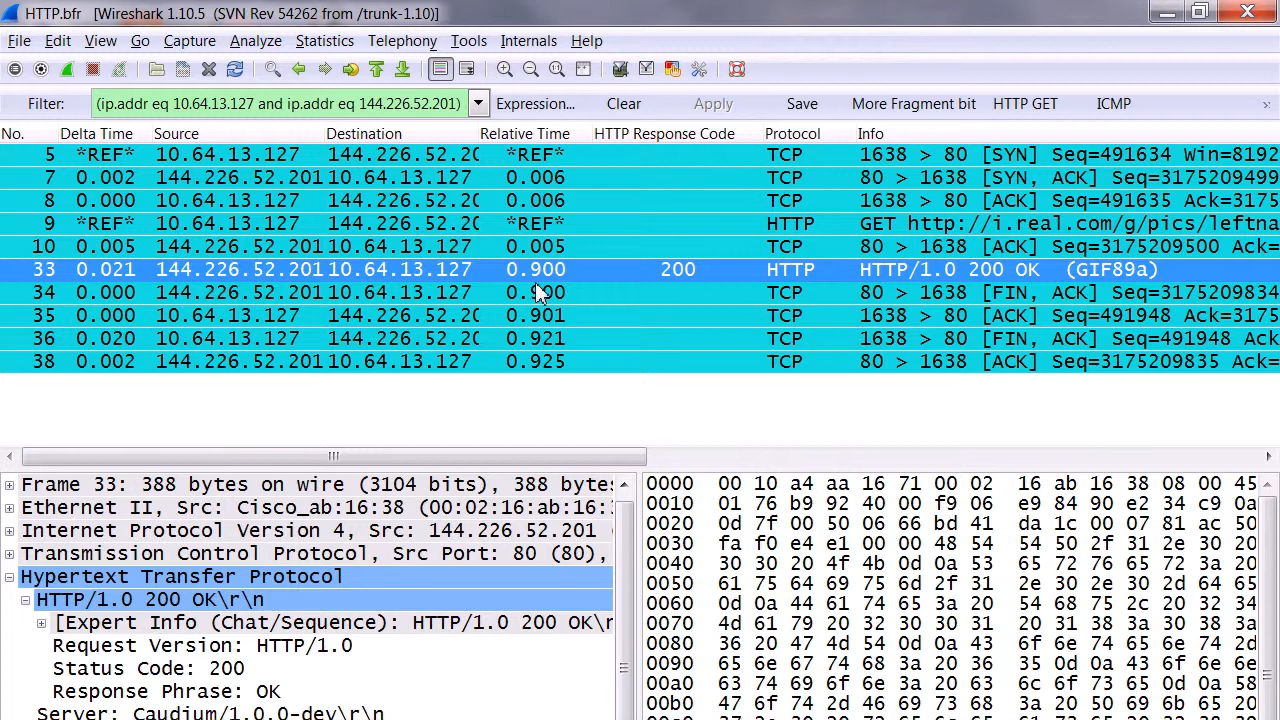 HTTP.bfr [Wireshark 1.10.5 (SVN Rev 54262 from /trunk-1.10)]
File Edit View Go Capture Analyze Statistics Telephony Tools Internals Help
Filter: (ip.addr eq 10.64.13.127 and ip.addr eq 144.226.52.201) Expression... Clear Apply Save More Fragment bit HTTP GET ICMP
No. Delta Time Source Destination Relative Time HTTP Response Code Protocol Info
5 *REF* 10.64.13.127 144.226.52.20 *REF* TCP 1638 > 80 [SYN] Seq=491634 Win=8192
7 0.002 144.226.52.201 10.64.13.127 0.006 TCP 80 > 1638 [SYN, ACK] Seq=3175209499
8 0.000 10.64.13.127 144.226.52.20 0.006 TCP 1638 > 80 [ACK] Seq=491635 Ack=3175
9 *REF* 10.64.13.127 144.226.52.20 *REF* HTTP GET http://i.real.com/g/pics/leftna
10 0.005 144.226.52.201 10.64.13.127 0.005 TCP 80 > 1638 [ACK] Seq=3175209500 Ack=
33 0.021 144.226.52.201 10.64.13.127 0.900 200 HTTP HTTP/1.0 200 OK (GIF89a)
34 0.000 144.226.52.201 10.64.13.127 0.900 TCP 80 > 1638 [FIN, ACK] Seq=3175209834
35 0.000 10.64.13.127 144.226.52.20 0.901 TCP 1638 > 80 [ACK] Seq=491948 Ack=3175
36 0.020 10.64.13.127 144.226.52.20 0.921 TCP 1638 > 80 [FIN, ACK] Seq=491948 Ack=
38 0.002 144.226.52.201 10.64.13.127 0.925 TCP 80 > 1638 [ACK] Seq=3175209835 Ack=
Frame 33: 388 bytes on wire (3104 bits), 388 bytes
Ethernet II, Src: Cisco_ab:16:38 (00:02:16:ab:16:
Internet Protocol Version 4, Src: 144.226.52.201
Transmission Control Protocol, Src Port: 80 (80),
Hypertext Transfer Protocol
HTTP/1.0 200 OK\r\n
[Expert Info (Chat/Sequence): HTTP/1.0 200 OK\r
Request Version: HTTP/1.0
Status Code: 200
Response Phrase: OK
Server: Caudium/1.0.0-dev\r\n
0000 00 10 a4 aa 16 71 00 02 16 ab 16 38 08 00 45
0010 01 76 b9 92 40 00 f9 06 e9 84 90 e2 34 c9 0a
0020 0d 7f 00 50 06 66 bd 41 da 1c 00 07 81 ac 50
0030 fa f0 e4 e1 00 00 48 54 54 50 2f 31 2e 30 20
0040 30 30 20 4f 4b 0d 0a 53 65 72 76 65 72 3a 20
0050 61 75 64 69 75 6d 2f 31 2e 30 2e 30 2d 64 65
0060 0d 0a 44 61 74 65 3a 20 54 68 75 2c 20 32 34
0070 4d 61 79 20 32 30 30 31 20 31 38 3a 30 38 3a
0080 36 20 47 4d 54 0d 0a 43 6f 6e 74 65 6e 74 2d
0090 65 6e 67 74 68 3a 20 36 35 0d 0a 43 6f 6e 6e
00a0 63 74 69 6f 6e 3a 20 63 6c 6f 73 65 0d 0a 58
00b0 47 6f 74 2d 46 69 73 68 3a 20 50 69 6b 65 20